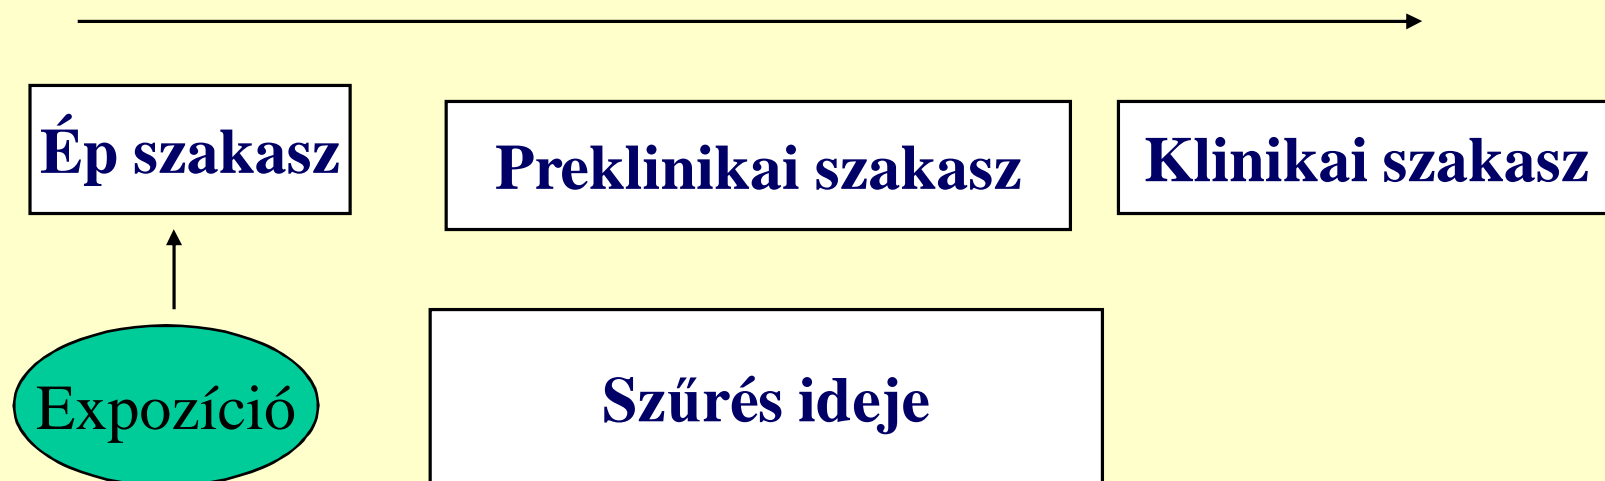 Ép szakasz
Preklinikai szakasz
Klinikai szakasz
Expozíció
Szűrés ideje